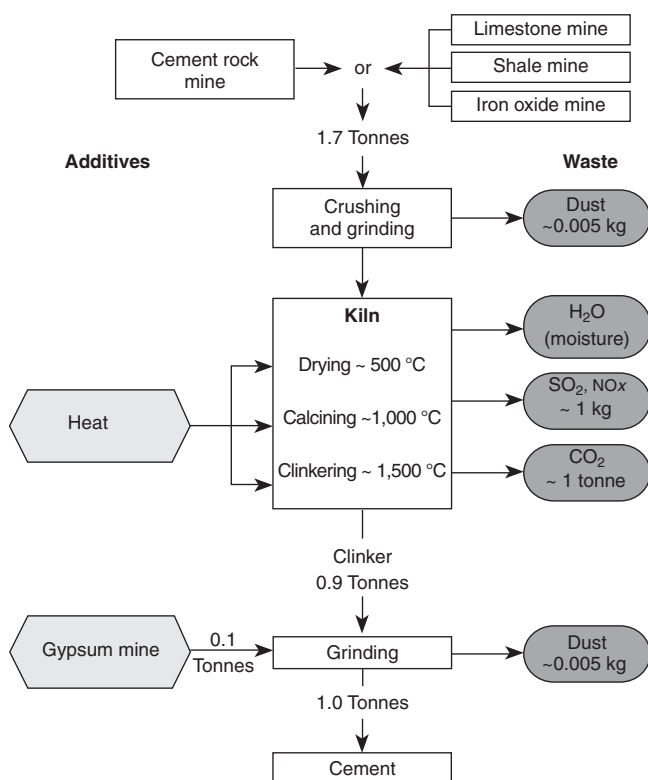 Limestone mine
Cement rock
mine
or
Shale mine
Iron oxide mine
1.7 Tonnes
Additives
Waste
Crushing
and grinding
Dust
~0.005 kg
Kiln
H₂O
(moisture)
Drying ~ 500 °C
SO₂, NOx
~ 1 kg
Heat
Calcining ~1,000 °C
Clinkering ~ 1,500 °C
CO₂
~ 1 tonne
Clinker
0.9 Tonnes
Gypsum mine
0.1
Tonnes
Grinding
Dust
~0.005 kg
1.0 Tonnes
Cement